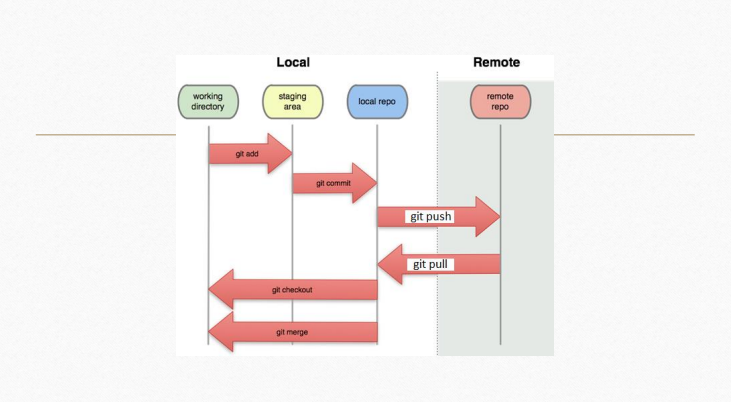 Local
Remote
working
directory
staging
area
local repo
remote
repo
git add
git commit
git push
git pull
git checkout
git merge